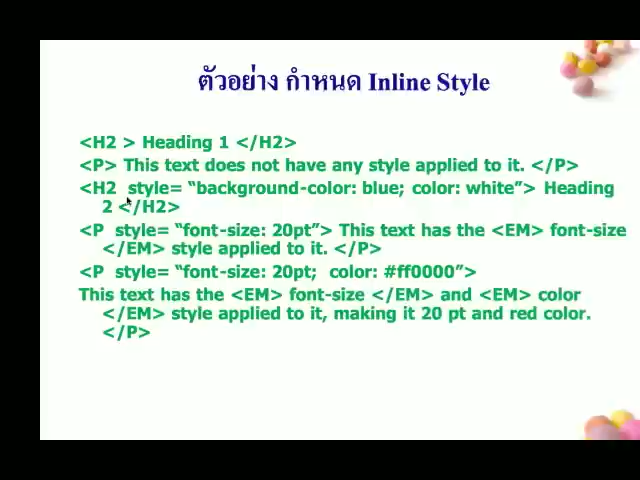 ตัวอย่าง กำหนด Inline Style
<H2 > Heading 1 </H2>
<P> This text does not have any style applied to it. </P>
<H2  style= “background-color: blue; color: white”> Heading
2 </H2>
<P  style= “font-size: 20pt”> This text has the <EM> font-size
</EM> style applied to it. </P>
<P  style= “font-size: 20pt;  color: #ff0000”>
This text has the <EM> font-size </EM> and <EM> color
</EM> style applied to it, making it 20 pt and red color.
</P>